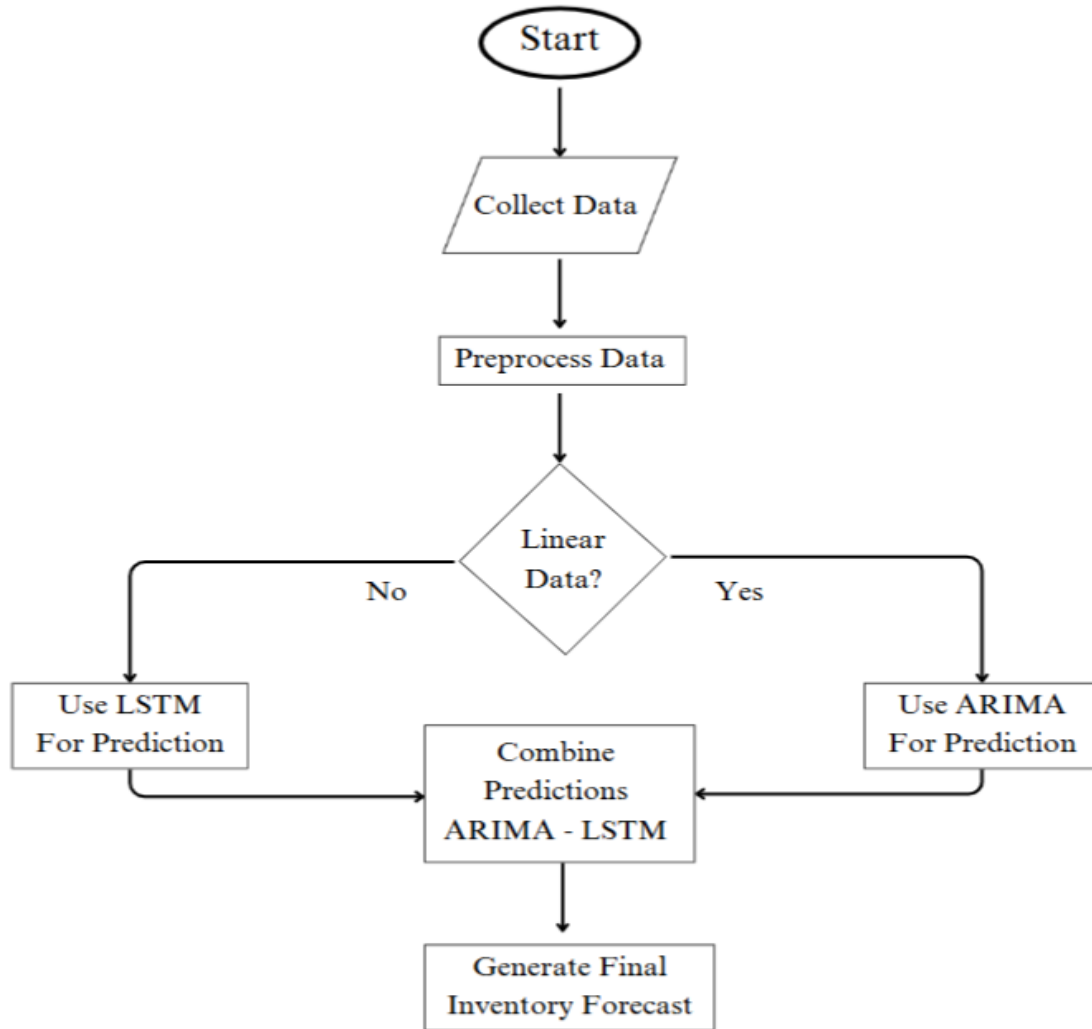 Start
Collect Data
Preprocess Data
Linear
Data?
No
Yes
Use LSTM
For Prediction
Use ARIMA
For Prediction
Combine
Predictions
ARIMA - LSTM
Generate Final
Inventory Forecast